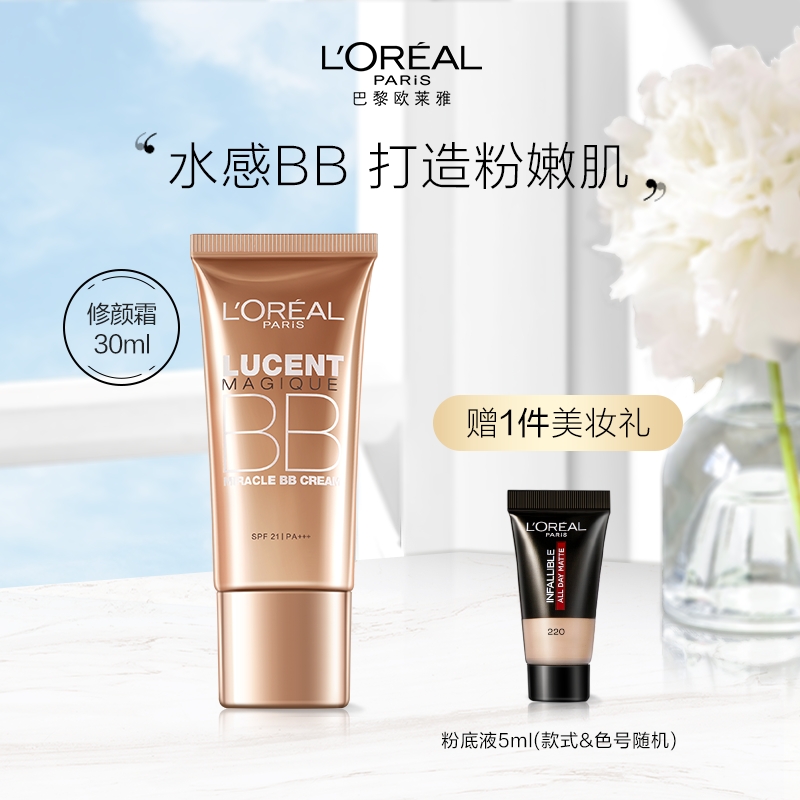 L'ORÉAL
PARiS
巴黎欧莱雅
“水感BB 打造粉嫩肌”
修颜霜
30ml
L'ORÉAL
PARiS
LUCENT
MAGIQUE
BB
MIRACLE BB CREAM
SPF 21 | PA+++
赠1件美妆礼
L'ORÉAL
PARiS
INFALLIBLE
ALL DAY MATTE
220
粉底液5ml(款式&色号随机)